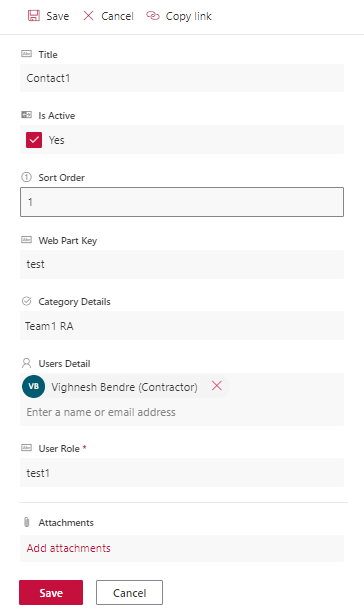 Save Cancel Copy link
Title
Contact1
Is Active
Yes
Sort Order
1
Web Part Key
test
Category Details
Team1 RA
Users Detail
VB Vighnesh Bendre (Contractor)
Enter a name or email address
User Role *
test1
Attachments
Add attachments
Save Cancel